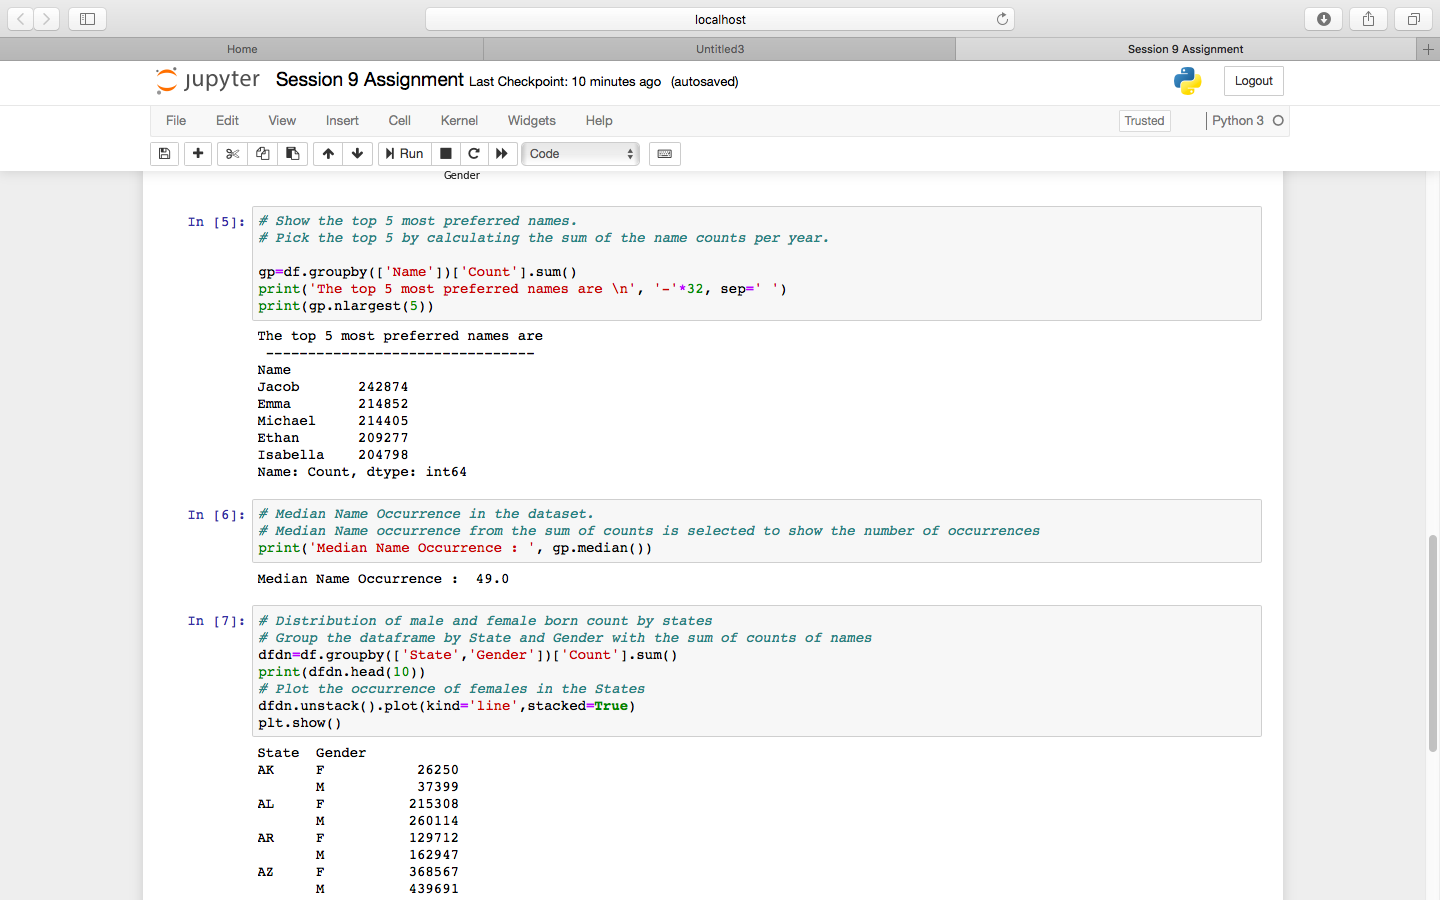 localhost
Home Untitled3 Session 9 Assignment
jupyter Session 9 Assignment Last Checkpoint: 10 minutes ago (autosaved) Logout
File Edit View Insert Cell Kernel Widgets Help Trusted Python 3
Run Code
Gender
In [5]: # Show the top 5 most preferred names.
# Pick the top 5 by calculating the sum of the name counts per year.
gp=df.groupby(['Name'])['Count'].sum()
print('The top 5 most preferred names are \n', '-'*32, sep=' ')
print(gp.nlargest(5))
The top 5 most preferred names are
--------------------------------
Name
Jacob 242874
Emma 214852
Michael 214405
Ethan 209277
Isabella 204798
Name: Count, dtype: int64
In [6]: # Median Name Occurrence in the dataset.
# Median Name occurrence from the sum of counts is selected to show the number of occurrences
print('Median Name Occurrence : ', gp.median())
Median Name Occurrence :  49.0
In [7]: # Distribution of male and female born count by states
# Group the dataframe by State and Gender with the sum of counts of names
dfdn=df.groupby(['State','Gender'])['Count'].sum()
print(dfdn.head(10))
# Plot the occurrence of females in the States
dfdn.unstack().plot(kind='line',stacked=True)
plt.show()
State Gender
AK F 26250
M 37399
AL F 215308
M 260114
AR F 129712
M 162947
AZ F 368567
M 439691